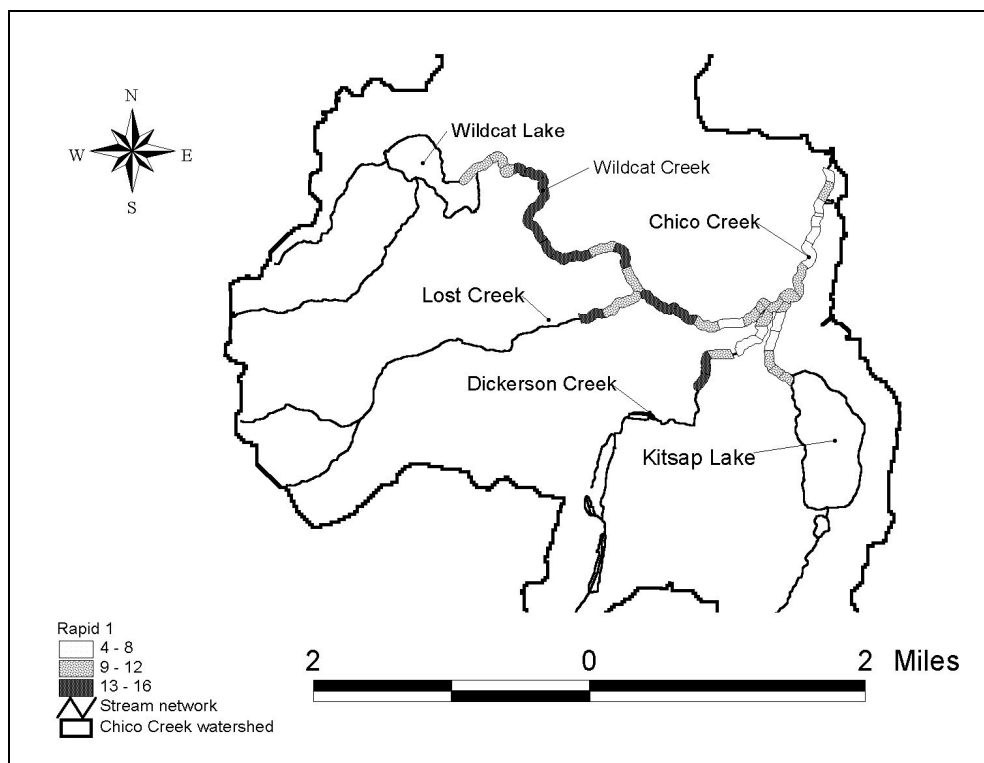 N
W E
S
Wildcat Lake
Wildcat Creek
Chico Creek
Lost Creek
Dickerson Creek
Kitsap Lake
Rapid 1
4 - 8
9 - 12
13 - 16
Stream network
Chico Creek watershed
2 0 2 Miles